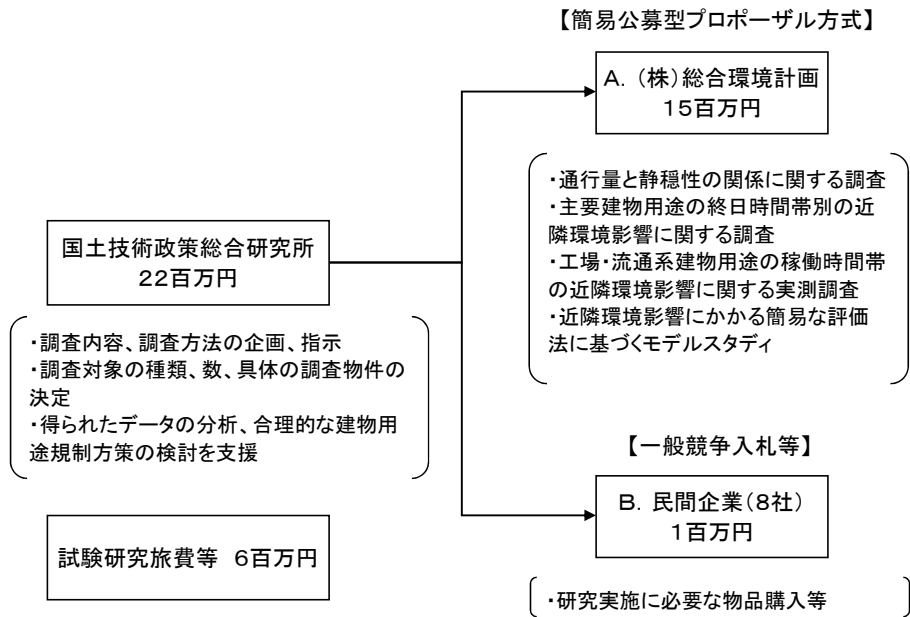 【簡易公募型プロポーザル方式】
A．（株）総合環境計画
15百万円
・通行量と静穏性の関係に関する調査
・主要建物用途の終日時間帯別の近
隣環境影響に関する調査
・工場・流通系建物用途の稼働時間帯
の近隣環境影響に関する実測調査
・近隣環境影響にかかる簡易な評価
法に基づくモデルスタディ
国土技術政策総合研究所
22百万円
・調査内容、調査方法の企画、指示
・調査対象の種類、数、具体の調査物件の
決定
・得られたデータの分析、合理的な建物用
途規制方策の検討を支援
【一般競争入札等】
B．民間企業（8社）
1百万円
・研究実施に必要な物品購入等
試験研究旅費等　6百万円